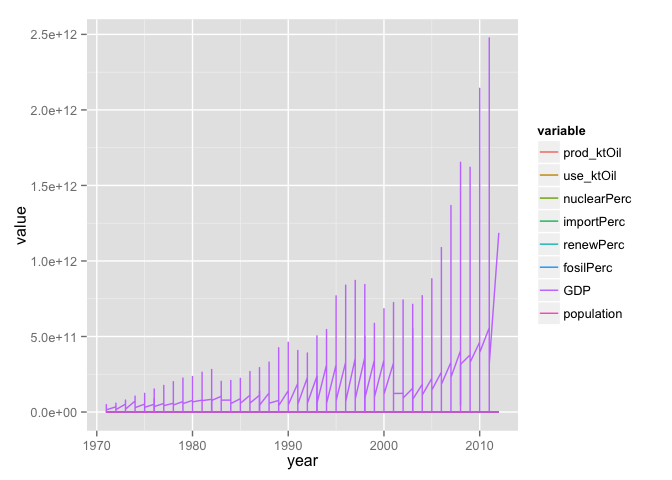 2.5e+12
2.0e+12
1.5e+12
1.0e+12
5.0e+11
0.0e+00
value
1970
1980
1990
2000
2010
year
variable
prod_ktOil
use_ktOil
nuclearPerc
importPerc
renewPerc
fosilPerc
GDP
population